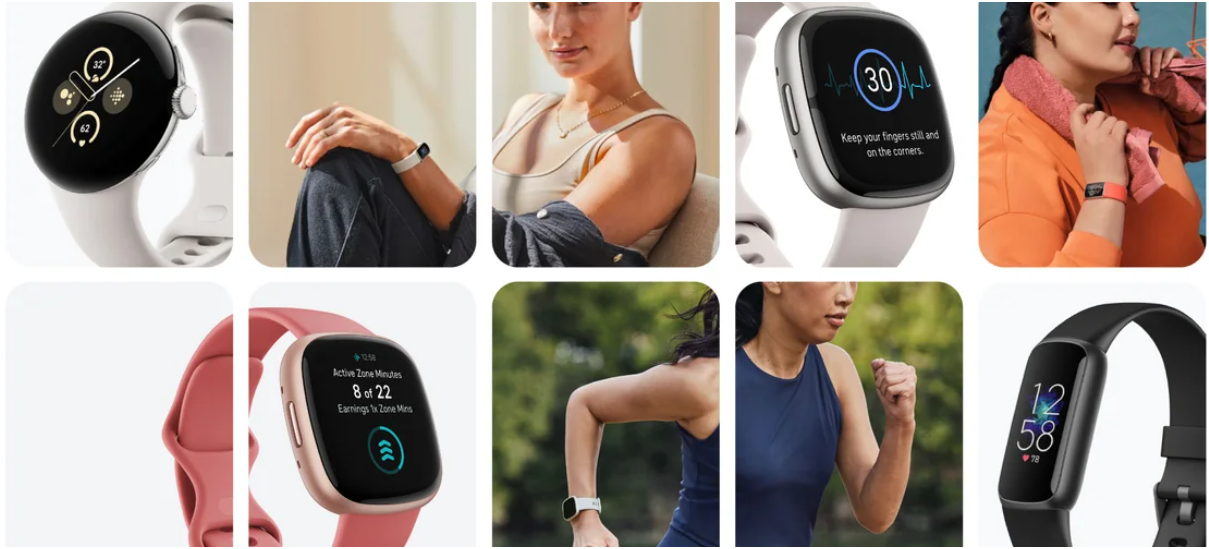 32°
62
30
Keep your fingers still and
on the corners.
12:58
Active Zone Minutes
8 of 22
Earnings 1x Zone Mins
12
58
78